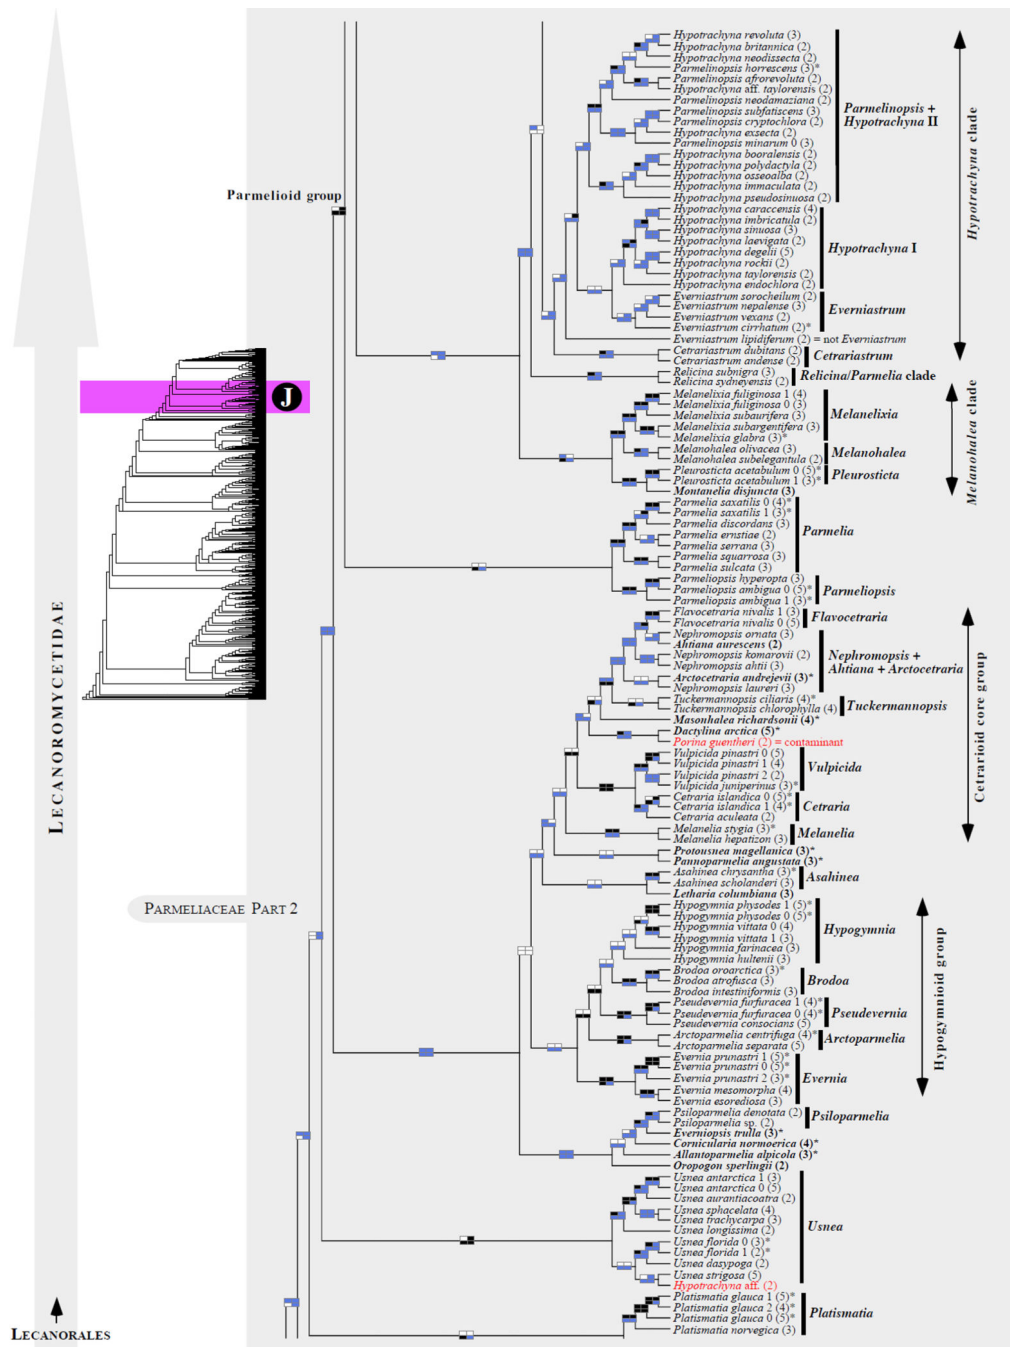 Hypotrachyna revoluta (3)
Hypotrachyna britannica (2)
Hypotrachyna neodissecta (2)
Parmelinopsis horrescens (3)*
Parmelinopsis afrorevoluta (2)
Hypotrachyna aff. taylorensis (2)
Parmelinopsis neodamaziana (2)
Parmelinopsis subfatiscens (3)
Parmelinopsis cryptochlora (2)
Hypotrachyna exsecta (2)
Parmelinopsis minarum 0 (3)
Hypotrachyna booralensis (2)
Hypotrachyna polydactyla (2)
Hypotrachyna osseoalba (2)
Hypotrachyna immaculata (2)
Hypotrachyna pseudosinuosa (2)
Parmelinopsis +
Hypotrachyna II
Hypotrachyna caraccensis (4)
Hypotrachyna imbricatula (2)
Hypotrachyna sinuosa (3)
Hypotrachyna laevigata (2)
Hypotrachyna degelii (5)
Hypotrachyna rockii (2)
Hypotrachyna taylorensis (2)
Hypotrachyna endochlora (2)
Hypotrachyna I
Everniastrum sorocheilum (2)
Everniastrum nepalense (3)
Everniastrum vexans (2)
Everniastrum cirrhatum (2)*
Everniastrum
Everniastrum lipidiferum (2) = not Everniastrum
Cetrariastrum dubitans (2)
Cetrariastrum andense (2)
Cetrariastrum
Hypotrachyna clade
Relicina subnigra (3)
Relicina sydneyensis (2)
Relicina/Parmelia clade
Melanelixia fuliginosa 1 (4)
Melanelixia fuliginosa 0 (3)
Melanelixia subaurifera (3)
Melanelixia subargentifera (3)
Melanelixia glabra (3)*
Melanelixia
Melanohalea olivacea (3)
Melanohalea subelegantula (2)
Melanohalea
Pleurosticta acetabulum 0 (5)*
Pleurosticta acetabulum 1 (3)*
Pleurosticta
Montanelia disjuncta (3)
Melanohalea clade
Parmelia saxatilis 0 (4)*
Parmelia saxatilis 1 (3)*
Parmelia discordans (3)
Parmelia ernstiae (2)
Parmelia serrana (3)
Parmelia squarrosa (3)
Parmelia sulcata (3)
Parmelia
Parmeliopsis hyperopta (3)
Parmeliopsis ambigua 0 (5)*
Parmeliopsis ambigua 1 (3)*
Parmeliopsis
Flavocetraria nivalis 1 (3)
Flavocetraria nivalis 0 (5)
Flavocetraria
Nephromopsis ornata (3)
Ahtiana aurescens (2)
Nephromopsis komarovii (2)
Nephromopsis ahtii (3)
Arctocetraria andrejevii (3)*
Nephromopsis laureri (3)
Nephromopsis +
Ahtiana + Arctocetraria
Tuckermannopsis ciliaris (4)*
Tuckermannopsis chlorophylla (4)
Tuckermannopsis
Masonhalea richardsonii (4)*
Dactylina arctica (5)*
Porina guentheri (2) = contaminant
Vulpicida pinastri 0 (5)
Vulpicida pinastri 1 (4)
Vulpicida pinastri 2 (2)
Vulpicida juniperinus (3)*
Vulpicida
Cetraria islandica 0 (5)*
Cetraria islandica 1 (4)*
Cetraria aculeata (2)
Cetraria
Melanelia stygia (3)*
Melanelia hepatizon (3)
Melanelia
Cetrarioid core group
Protousnea magellanica (3)*
Pannoparmelia angustata (3)*
Asahinea chrysantha (3)*
Asahinea scholanderi (3)
Asahinea
Letharia columbiana (3)
Hypogymnia physodes 1 (5)*
Hypogymnia physodes 0 (5)*
Hypogymnia vittata 0 (4)
Hypogymnia vittata 1 (3)
Hypogymnia farinacea (3)
Hypogymnia hultenii (3)
Hypogymnia
Brodoa oroarctica (3)*
Brodoa atrofusca (3)
Brodoa intestiniformis (3)
Brodoa
Pseudevernia furfuracea 1 (4)*
Pseudevernia furfuracea 0 (4)*
Pseudevernia consocians (5)
Pseudevernia
Arctoparmelia centrifuga (4)*
Arctoparmelia separata (5)
Arctoparmelia
Evernia prunastri 1 (5)*
Evernia prunastri 0 (5)*
Evernia prunastri 2 (3)*
Evernia mesomorpha (4)
Evernia esorediosa (3)
Evernia
Hypogymnioid group
Psiloparmelia denotata (2)
Psiloparmelia sp. (2)
Psiloparmelia
Everniopsis trulla (3)*
Cornicularia normoerica (4)*
Allantoparmelia alpicola (3)*
Oropogon sperlingii (2)
Usnea antarctica 1 (3)
Usnea antarctica 0 (5)
Usnea aurantiacoatra (2)
Usnea sphacelata (4)
Usnea trachycarpa (3)
Usnea longissima (2)
Usnea florida 0 (3)*
Usnea florida 1 (2)*
Usnea dasypoga (2)
Usnea strigosa (5)
Hypotrachyna aff. (2)
Usnea
Platismatia glauca 1 (5)*
Platismatia glauca 2 (4)*
Platismatia glauca 0 (5)*
Platismatia norvegica (3)
Platismatia
Parmelioid group
J
LECANOROMYCETIDAE
PARMELIACEAE PART 2
LECANORALES